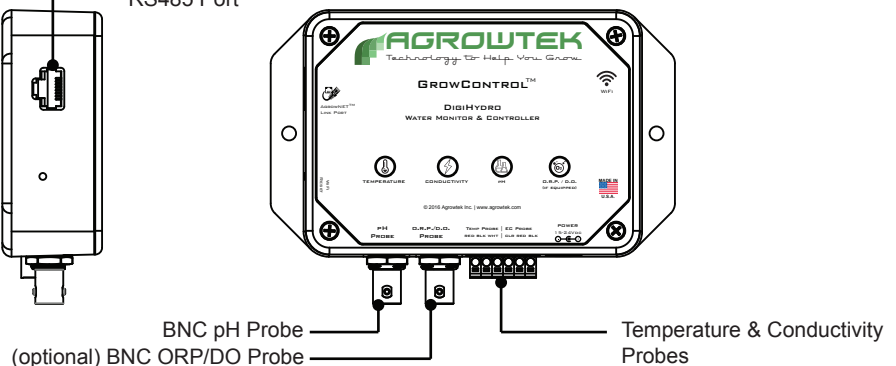 RS485 Port
AGROWTEK
Technology To Help You Grow
GrowControl™
WiFi
AgrowNET™
Link Port
DigiHydro
Water Monitor & Controller
Temperature
Conductivity
pH
O.R.P. / D.O.
(if equipped)
MADE IN
U.S.A.
© 2016 Agrowtek Inc. | www.agrowtek.com
pH
Probe
O.R.P./D.O.
Probe
Temp Probe | EC Probe
RED BLK WHT | CLR RED BLK
Power
BNC pH Probe
(optional) BNC ORP/DO Probe
Temperature & Conductivity
Probes